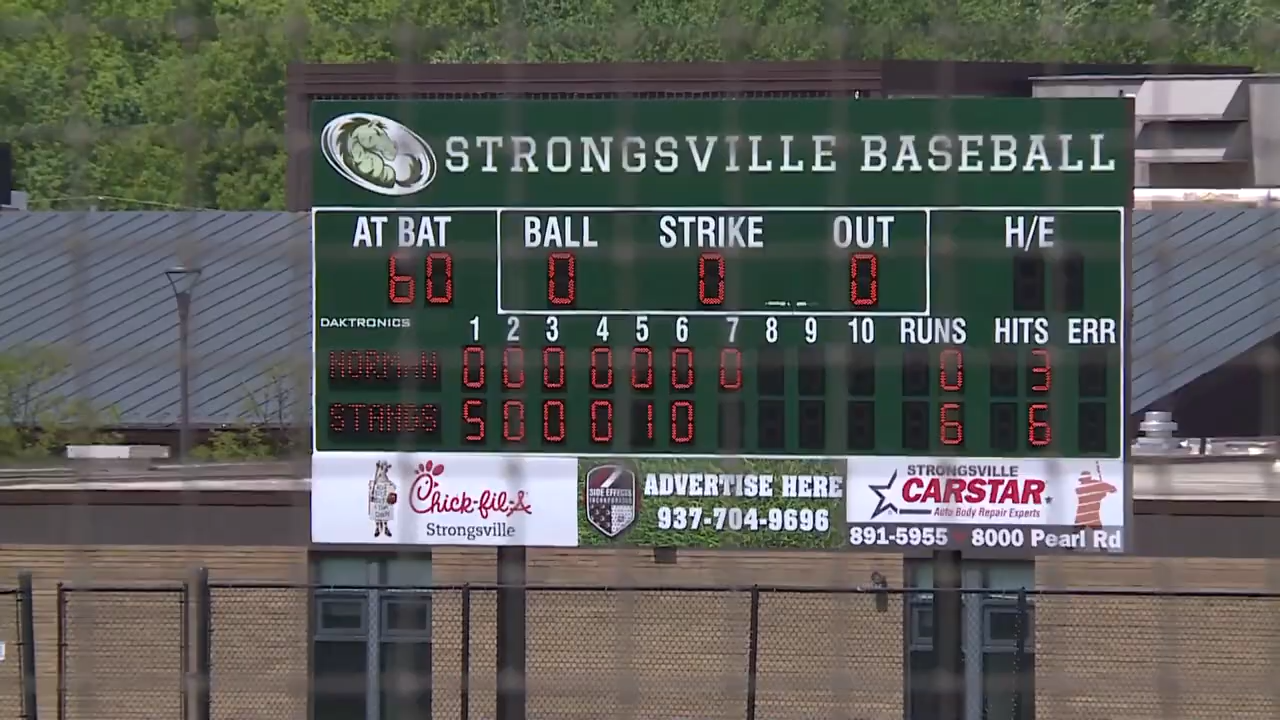 STRONGSVILLE BASEBALL
AT BAT BALL STRIKE OUT H/E
60 0 0 0
DAKTRONICS 1 2 3 4 5 6 7 8 9 10 RUNS HITS ERR
0 0 0 0 0 0 0 0 3
5 0 0 0 1 0 6 6
Chick-fil-A
Strongsville
SIDE EFFECTS
INCORPORATED
ADVERTISE HERE
937-704-9696
STRONGSVILLE
CARSTAR
Auto Body Repair Experts
891-5955 8000 Pearl Rd